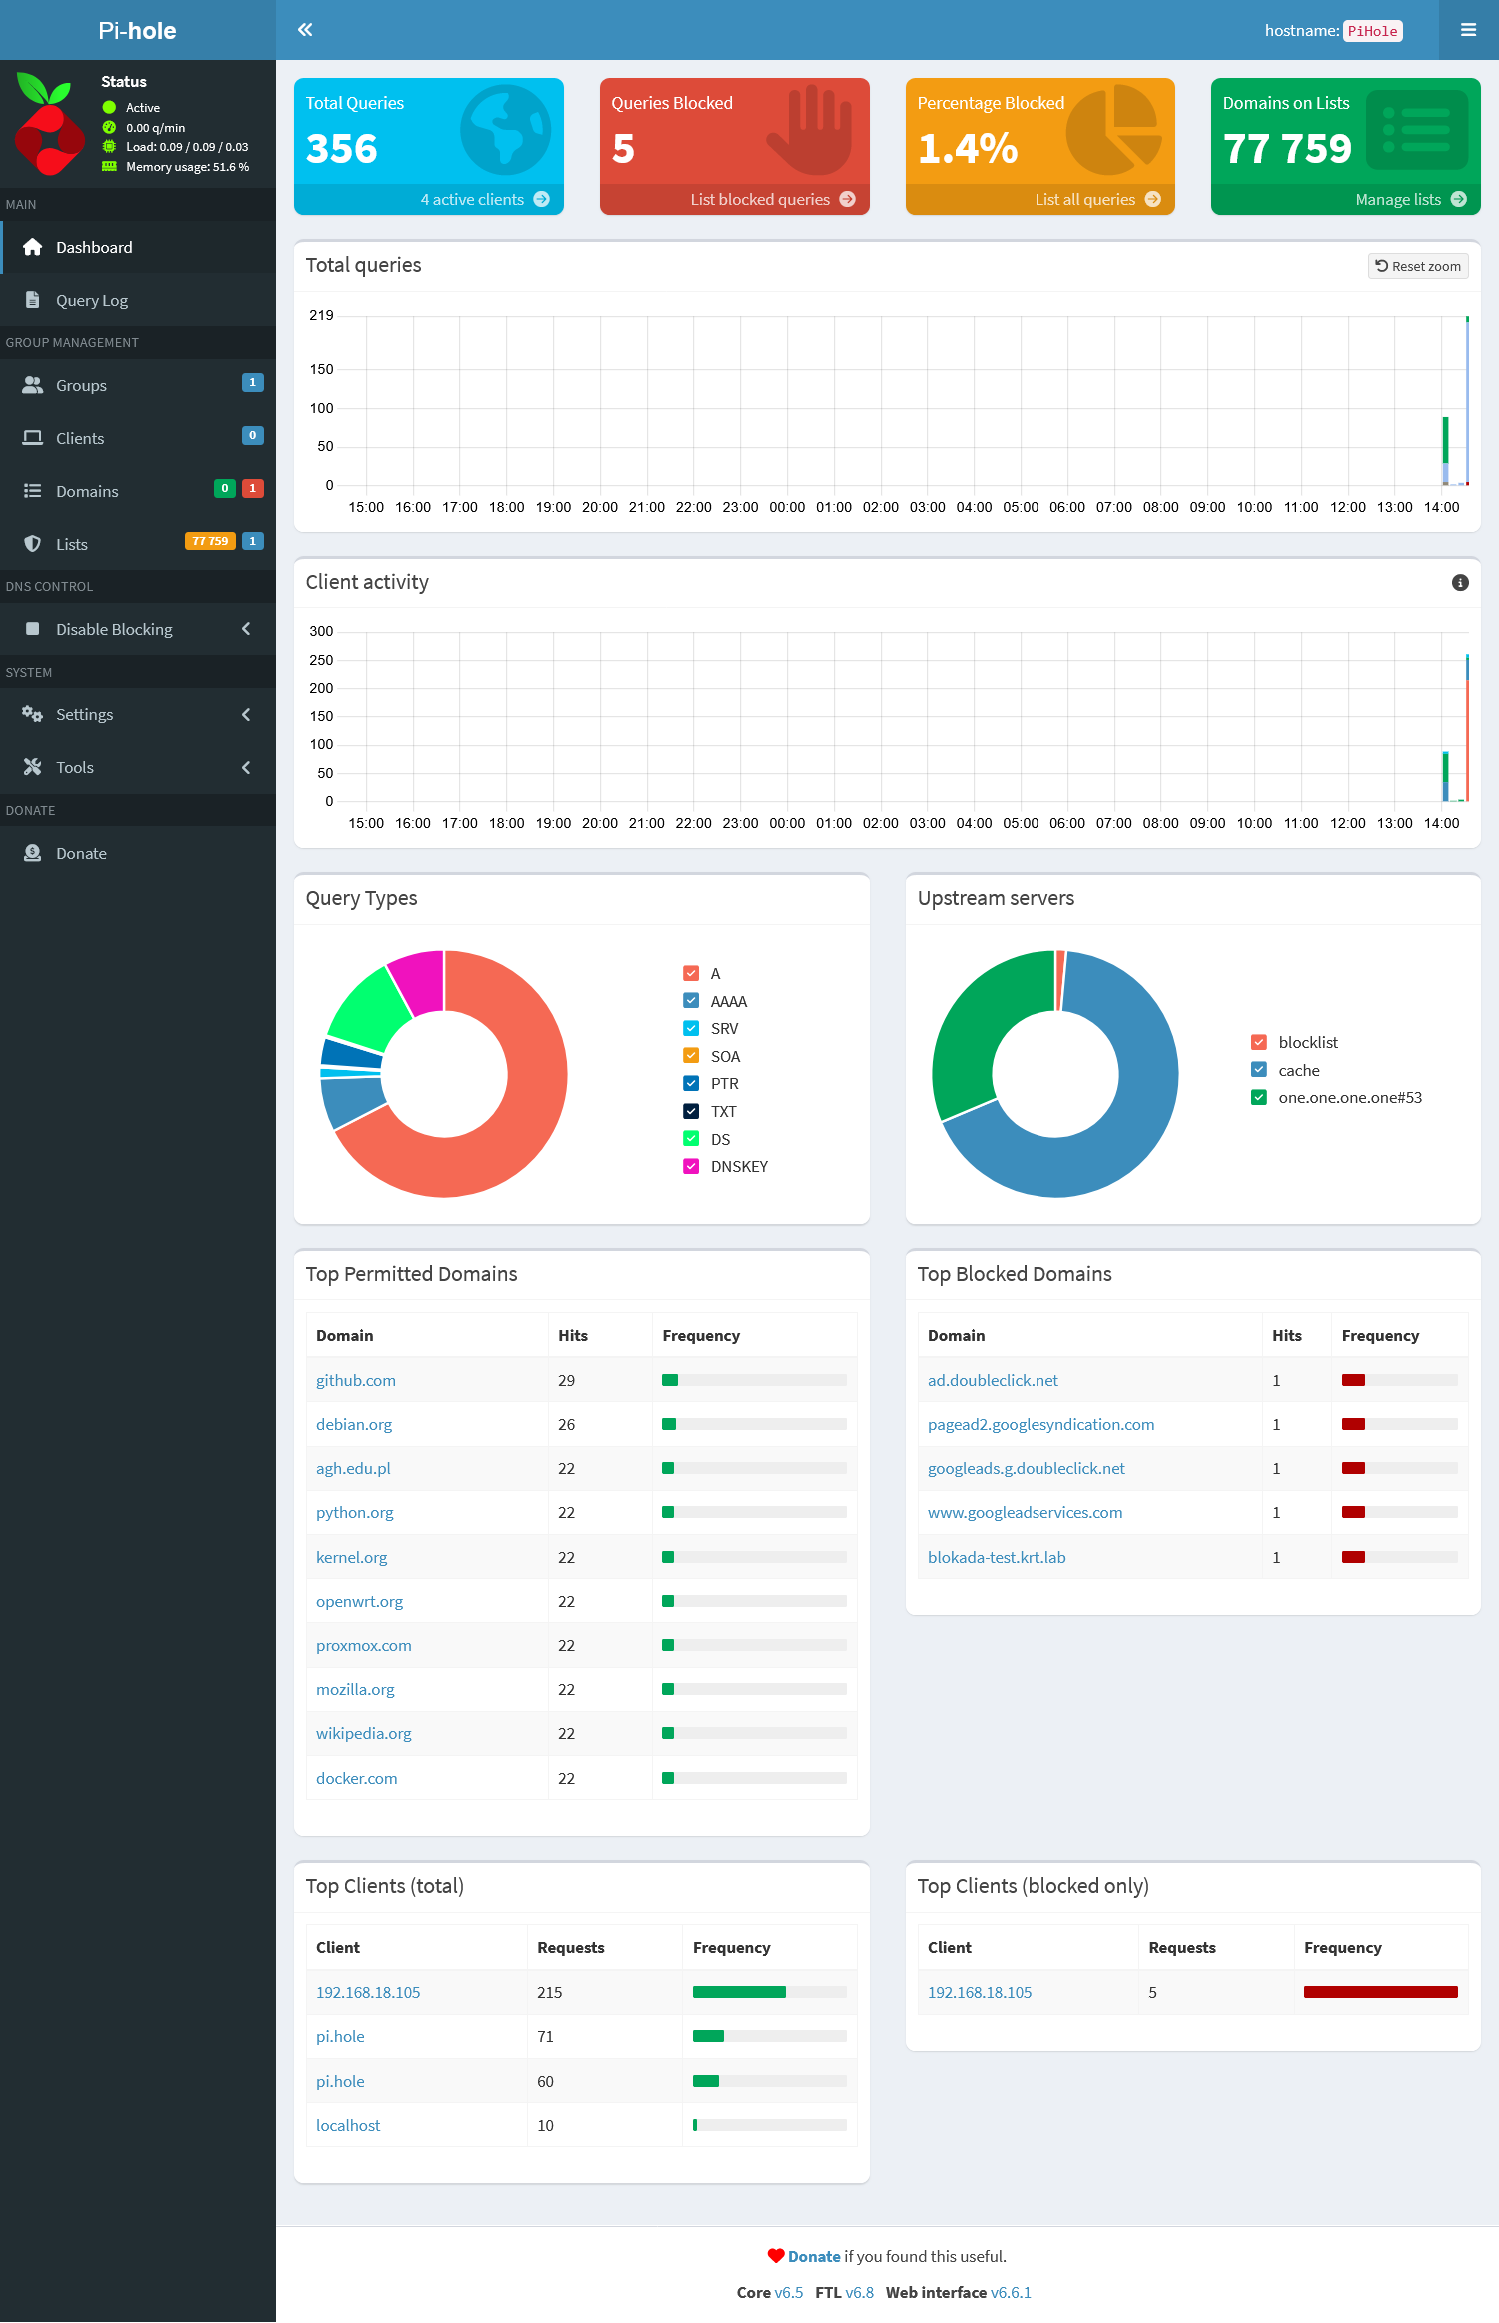 Pi-hole
hostname: PiHole
Status
Active
0.00 q/min
Load: 0.09 / 0.09 / 0.03
Memory usage: 51.6 %
MAIN
Dashboard
Query Log
GROUP MANAGEMENT
Groups 1
Clients 0
Domains 0 1
Lists 77 759 1
DNS CONTROL
Disable Blocking
SYSTEM
Settings
Tools
DONATE
Donate
Total Queries
356
4 active clients
Queries Blocked
5
List blocked queries
Percentage Blocked
1.4%
List all queries
Domains on Lists
77 759
Manage lists
Total queries
Reset zoom
219
150
100
50
0
15:00 16:00 17:00 18:00 19:00 20:00 21:00 22:00 23:00 00:00 01:00 02:00 03:00 04:00 05:00 06:00 07:00 08:00 09:00 10:00 11:00 12:00 13:00 14:00
Client activity
300
250
200
150
100
50
0
15:00 16:00 17:00 18:00 19:00 20:00 21:00 22:00 23:00 00:00 01:00 02:00 03:00 04:00 05:00 06:00 07:00 08:00 09:00 10:00 11:00 12:00 13:00 14:00
Query Types
A
AAAA
SRV
SOA
PTR
TXT
DS
DNSKEY
Upstream servers
blocklist
cache
one.one.one.one#53
Top Permitted Domains
Domain Hits Frequency
github.com 29
debian.org 26
agh.edu.pl 22
python.org 22
kernel.org 22
openwrt.org 22
proxmox.com 22
mozilla.org 22
wikipedia.org 22
docker.com 22
Top Blocked Domains
Domain Hits Frequency
ad.doubleclick.net 1
pagead2.googlesyndication.com 1
googleads.g.doubleclick.net 1
www.googleadservices.com 1
blokada-test.krt.lab 1
Top Clients (total)
Client Requests Frequency
192.168.18.105 215
pi.hole 71
pi.hole 60
localhost 10
Top Clients (blocked only)
Client Requests Frequency
192.168.18.105 5
Donate if you found this useful.
Core v6.5 FTL v6.8 Web interface v6.6.1